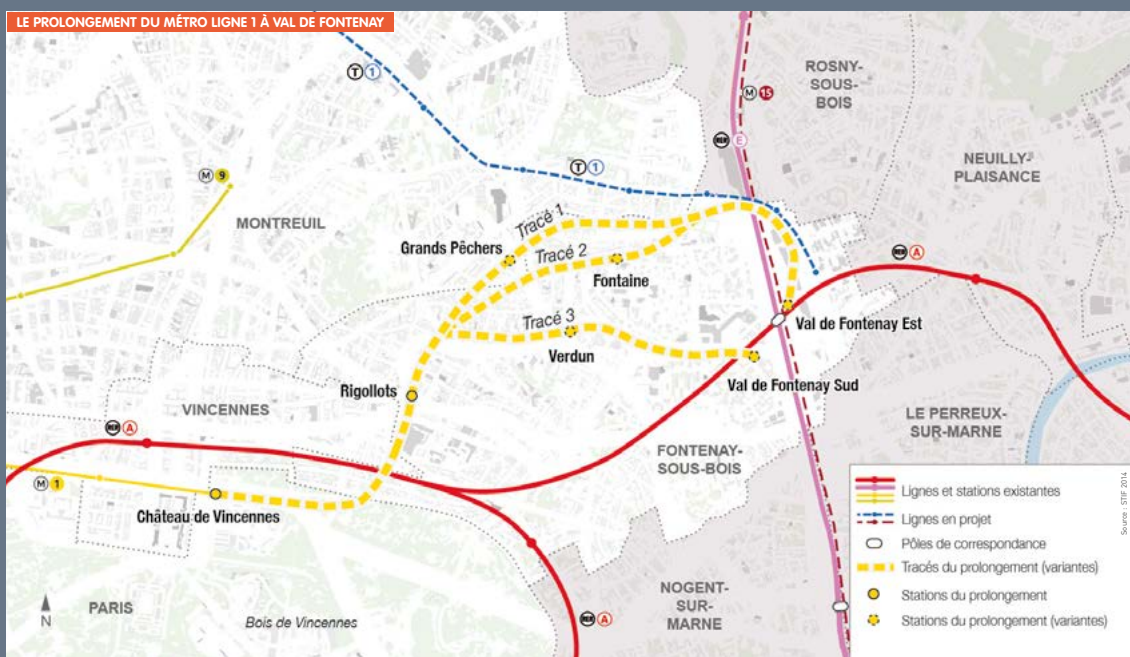 LE PROLONGEMENT DU MÉTRO LIGNE 1 À VAL DE FONTENAY
T 1
M 15
ROSNY-
SOUS-
BOIS
RER E
NEUILLY-
PLAISANCE
T 1
M 9
MONTREUIL
Tracé 1
Grands Pêchers
Tracé 2
Fontaine
RER A
Tracé 3
Verdun
Val de Fontenay Est
Val de Fontenay Sud
Rigollots
VINCENNES
RER A
LE PERREUX-
SUR-MARNE
FONTENAY-
SOUS-BOIS
M 1
Château de Vincennes
NOGENT-
SUR-
MARNE
RER A
PARIS
N
Bois de Vincennes
Lignes et stations existantes
Lignes en projet
Pôles de correspondance
Tracés du prolongement (variantes)
Stations du prolongement
Stations du prolongement (variantes)
Source : STIF 2014